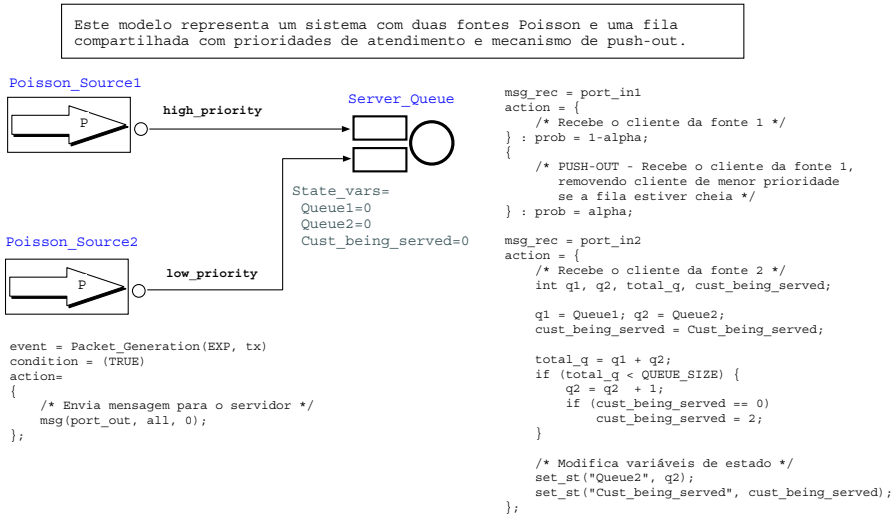 Este modelo representa um sistema com duas fontes Poisson e uma fila
compartilhada com prioridades de atendimento e mecanismo de push-out.
Poisson_Source1
P
high_priority
Server_Queue
State_vars=
Queue1=0
Queue2=0
Cust_being_served=0
Poisson_Source2
P
low_priority
event = Packet_Generation(EXP, tx)
condition = (TRUE)
action=
{
/* Envia mensagem para o servidor */
msg(port_out, all, 0);
};
msg_rec = port_in1
action = {
/* Recebe o cliente da fonte 1 */
} : prob = 1-alpha;
{
/* PUSH-OUT - Recebe o cliente da fonte 1,
removendo cliente de menor prioridade
se a fila estiver cheia */
} : prob = alpha;
msg_rec = port_in2
action = {
/* Recebe o cliente da fonte 2 */
int q1, q2, total_q, cust_being_served;
q1 = Queue1; q2 = Queue2;
cust_being_served = Cust_being_served;
total_q = q1 + q2;
if (total_q < QUEUE_SIZE) {
q2 = q2 + 1;
if (cust_being_served == 0)
cust_being_served = 2;
}
/* Modifica variáveis de estado */
set_st("Queue2", q2);
set_st("Cust_being_served", cust_being_served);
};